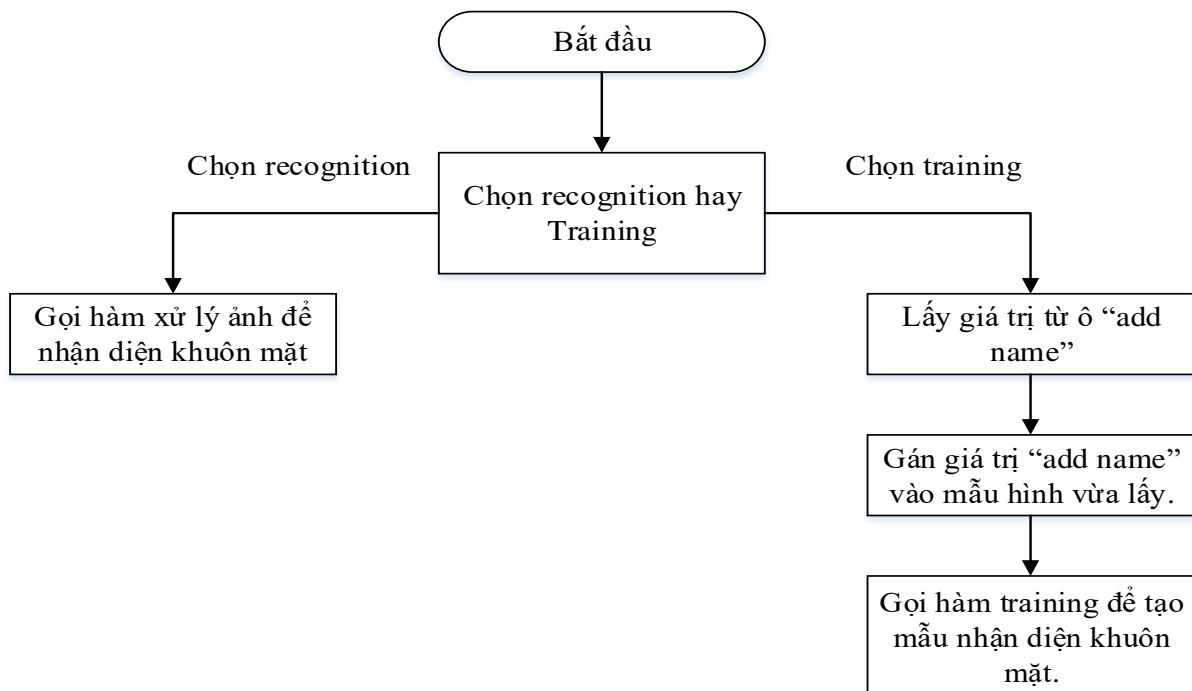 Bắt đầu
Chọn recognition
Chọn recognition hay
Training
Chọn training
Gọi hàm xử lý ảnh để
nhận diện khuôn mặt
Lấy giá trị từ ô “add
name”
Gán giá trị “add name”
vào mẫu hình vừa lấy.
Gọi hàm training để tạo
mẫu nhận diện khuôn
mặt.